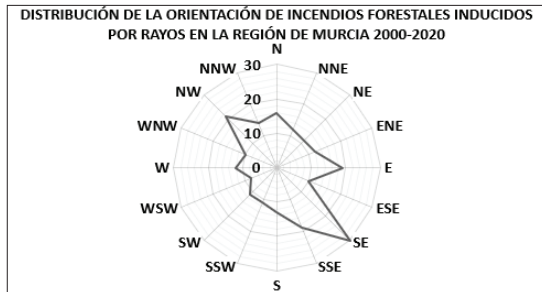 DISTRIBUCIÓN DE LA ORIENTACIÓN DE INCENDIOS FORESTALES INDUCIDOS
POR RAYOS EN LA REGIÓN DE MURCIA 2000-2020
N
NNW 30 NNE
NW 20 NE
WNW 10 ENE
W 0 E
WSW ESE
SW SE
SSW SSE
S